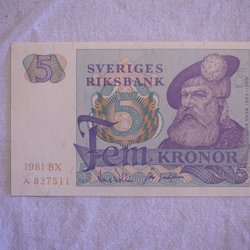 5
SVERIGES
RIKSBANK
5
Fem KRONOR
1981 BX
A 827511